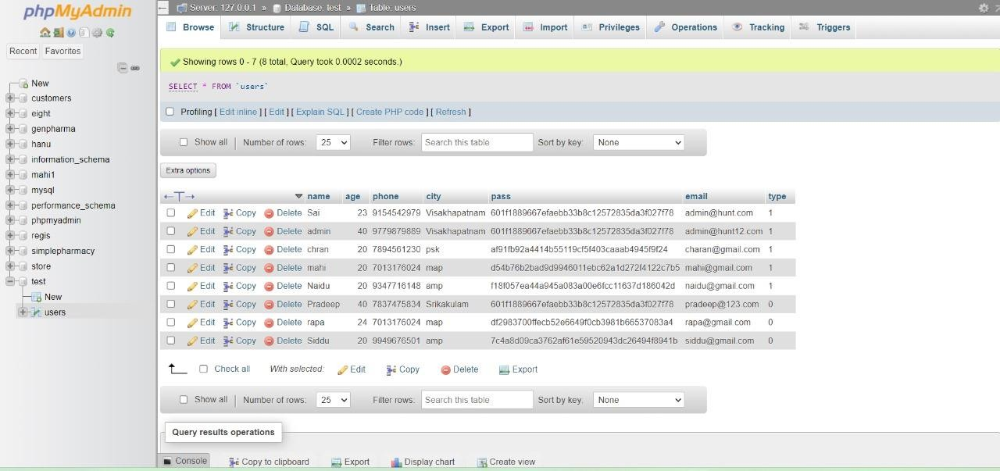 phpMyAdmin
Recent Favorites
New
customers
eight
genpharma
hanu
information_schema
mahi1
mysql
performance_schema
phpmyadmin
regis
simplepharmacy
store
test
New
users
Server: 127.0.0.1 » Database: test » Table: users
Browse Structure SQL Search Insert Export Import Privileges Operations Tracking Triggers
Showing rows 0 - 7 (8 total, Query took 0.0002 seconds.)
SELECT * FROM `users`
Profiling [ Edit inline ] [ Edit ] [ Explain SQL ] [ Create PHP code ] [ Refresh ]
Show all Number of rows: 25 Filter rows: Search this table Sort by key: None
Extra options
name age phone city pass email type
Edit Copy Delete Sai 23 9154542979 Visakhapatnam 601f1889667efaebb33b8c12572835da3f027f78 admin@hunt.com 1
Edit Copy Delete admin 40 9779879889 Visakhapatnam 601f1889667efaebb33b8c12572835da3f027f78 admin@hunt12.com 1
Edit Copy Delete chran 20 7894561230 psk af91fb92a4414b55119cf5f403caaab4945f9f24 charan@gmail.com 1
Edit Copy Delete mahi 20 7013176024 map d54b76b2bad9d9946011ebc62a1d272f4122c7b5 mahi@gmail.com 1
Edit Copy Delete Naidu 20 9347716148 amp f18f057ea44a945a083a00e6fcc11637d186042d naidu@gmail.com 1
Edit Copy Delete Pradeep 40 7837475834 Srikakulam 601f1889667efaebb33b8c12572835da3f027f78 pradeep@123.com 0
Edit Copy Delete rapa 24 7013176024 map df2983700ffecb52e6649f0cb3981b66537083a4 rapa@gmail.com 0
Edit Copy Delete Siddu 20 9949676501 amp 7c4a8d09ca3762af61e59520943dc26494f8941b siddu@gmail.com 0
Check all With selected: Edit Copy Delete Export
Show all Number of rows: 25 Filter rows: Search this table Sort by key: None
Query results operations
Console Copy to clipboard Export Display chart Create view